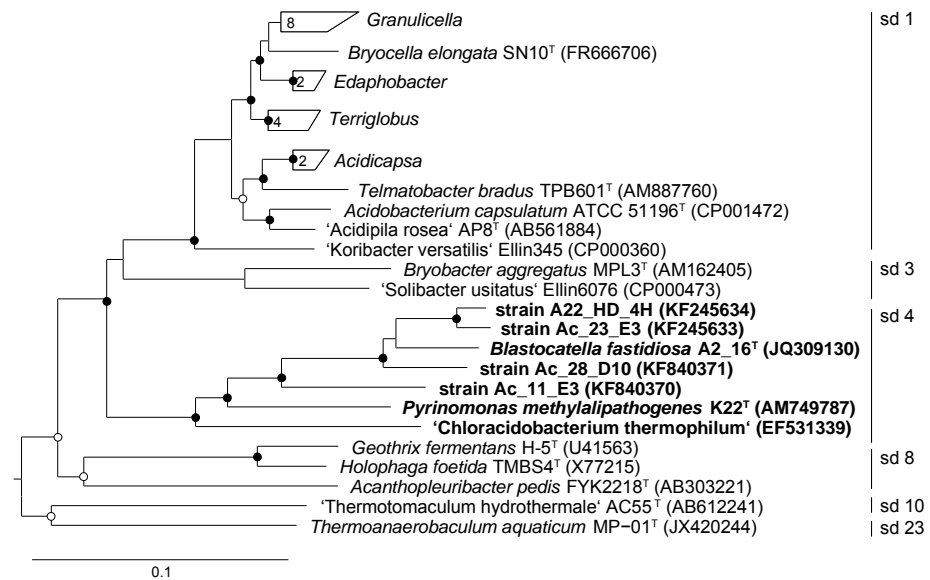 8 Granulicella sd 1
Bryocella elongata SN10ᵀ (FR666706)
2 Edaphobacter
4 Terriglobus
2 Acidicapsa
Telmatobacter bradus TPB601ᵀ (AM887760)
Acidobacterium capsulatum ATCC 51196ᵀ (CP001472)
‘Acidipila rosea‘ AP8ᵀ (AB561884)
‘Koribacter versatilis‘ Ellin345 (CP000360)
Bryobacter aggregatus MPL3ᵀ (AM162405) sd 3
‘Solibacter usitatus‘ Ellin6076 (CP000473)
strain A22_HD_4H (KF245634) sd 4
strain Ac_23_E3 (KF245633)
Blastocatella fastidiosa A2_16ᵀ (JQ309130)
strain Ac_28_D10 (KF840371)
strain Ac_11_E3 (KF840370)
Pyrinomonas methylalipathogenes K22ᵀ (AM749787)
‘Chloracidobacterium thermophilum‘ (EF531339)
Geothrix fermentans H-5ᵀ (U41563) sd 8
Holophaga foetida TMBS4ᵀ (X77215)
Acanthopleuribacter pedis FYK2218ᵀ (AB303221)
‘Thermotomaculum hydrothermale‘ AC55ᵀ (AB612241) sd 10
Thermoanaerobaculum aquaticum MP−01ᵀ (JX420244) sd 23
0.1